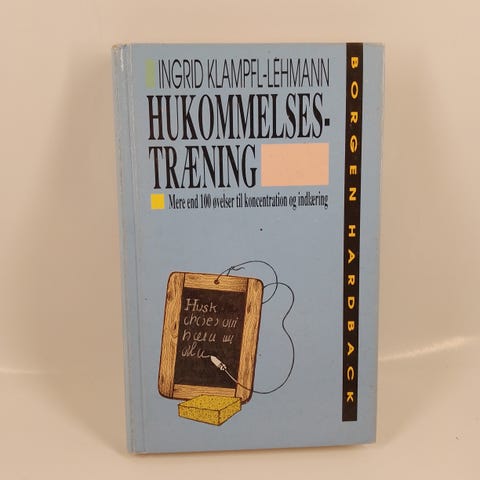 INGRID KLAMPFL-LEHMANN
HUKOMMELSES-
TRÆNING
Mere end 100 øvelser til koncentration og indlæring
BORGEN HARDBACK
Husk